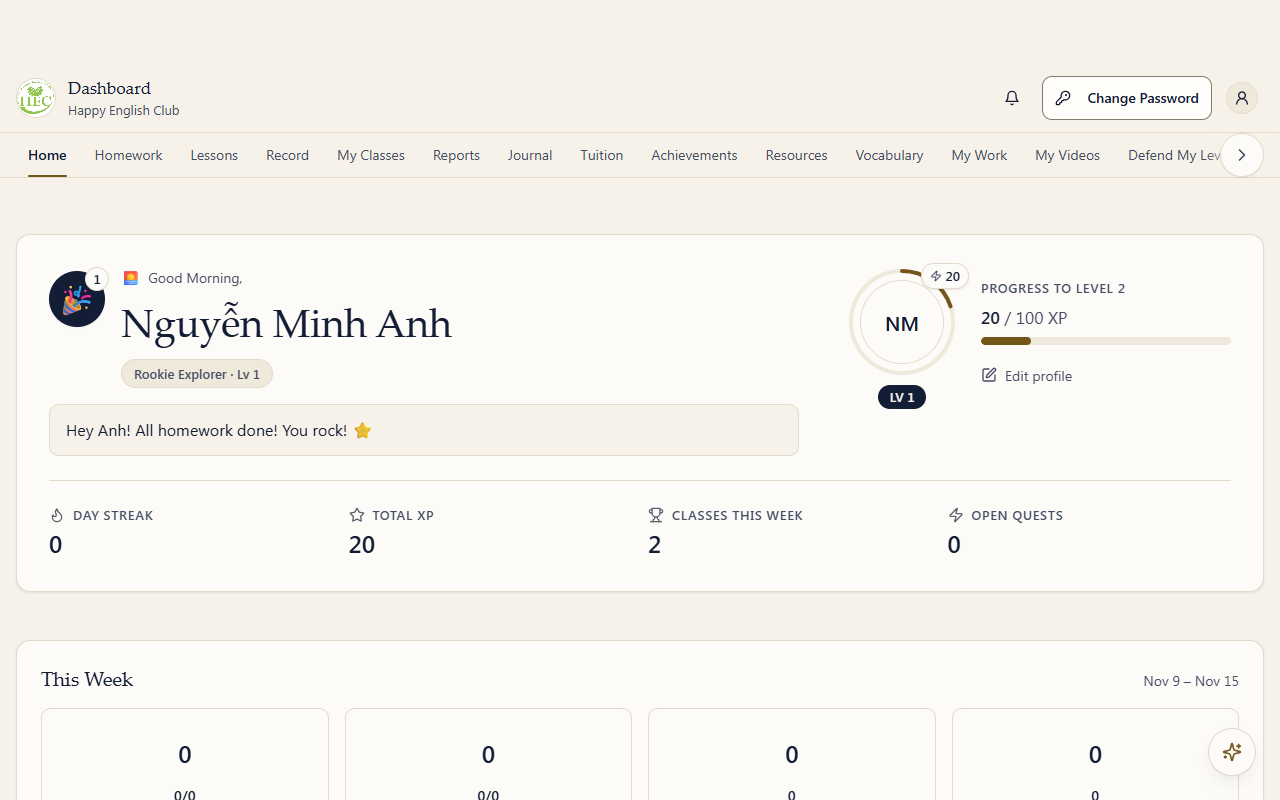 HEC
Dashboard
Happy English Club
Change Password
Home
Homework
Lessons
Record
My Classes
Reports
Journal
Tuition
Achievements
Resources
Vocabulary
My Work
My Videos
Defend My Lev
1
Good Morning,
Nguyễn Minh Anh
Rookie Explorer · Lv 1
Hey Anh! All homework done! You rock! ⭐
20
NM
LV 1
PROGRESS TO LEVEL 2
20 / 100 XP
Edit profile
DAY STREAK
0
TOTAL XP
20
CLASSES THIS WEEK
2
OPEN QUESTS
0
This Week
Nov 9 – Nov 15
0
0/0
0
0/0
0
0
0
0